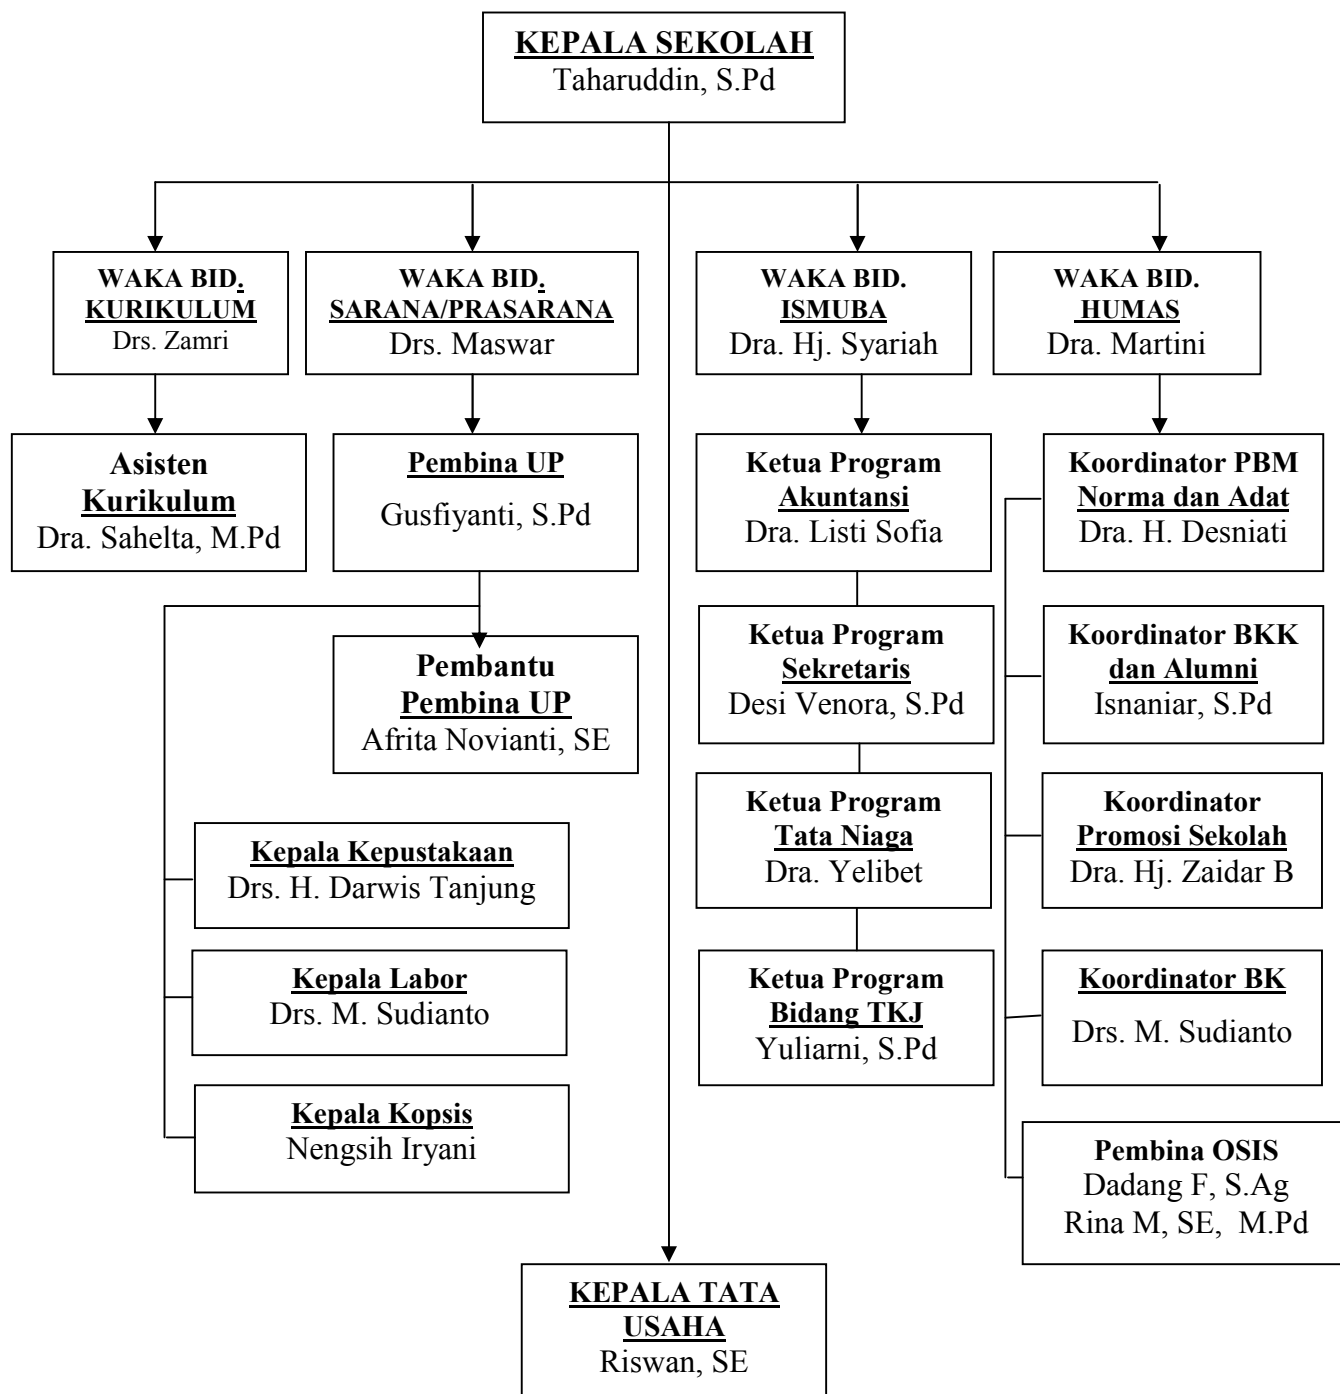 KEPALA SEKOLAH
Taharuddin, S.Pd
WAKA BID.
KURIKULUM
Drs. Zamri
WAKA BID.
SARANA/PRASARANA
Drs. Maswar
WAKA BID.
ISMUBA
Dra. Hj. Syariah
WAKA BID.
HUMAS
Dra. Martini
Asisten
Kurikulum
Dra. Sahelta, M.Pd
Pembina UP
Gusfiyanti, S.Pd
Ketua Program
Akuntansi
Dra. Listi Sofia
Koordinator PBM
Norma dan Adat
Dra. H. Desniati
Pembantu
Pembina UP
Afrita Novianti, SE
Ketua Program
Sekretaris
Desi Venora, S.Pd
Koordinator BKK
dan Alumni
Isnaniar, S.Pd
Kepala Kepustakaan
Drs. H. Darwis Tanjung
Ketua Program
Tata Niaga
Dra. Yelibet
Koordinator
Promosi Sekolah
Dra. Hj. Zaidar B
Kepala Labor
Drs. M. Sudianto
Ketua Program
Bidang TKJ
Yuliarni, S.Pd
Koordinator BK
Drs. M. Sudianto
Kepala Kopsis
Nengsih Iryani
Pembina OSIS
Dadang F, S.Ag
Rina M, SE, M.Pd
KEPALA TATA
USAHA
Riswan, SE